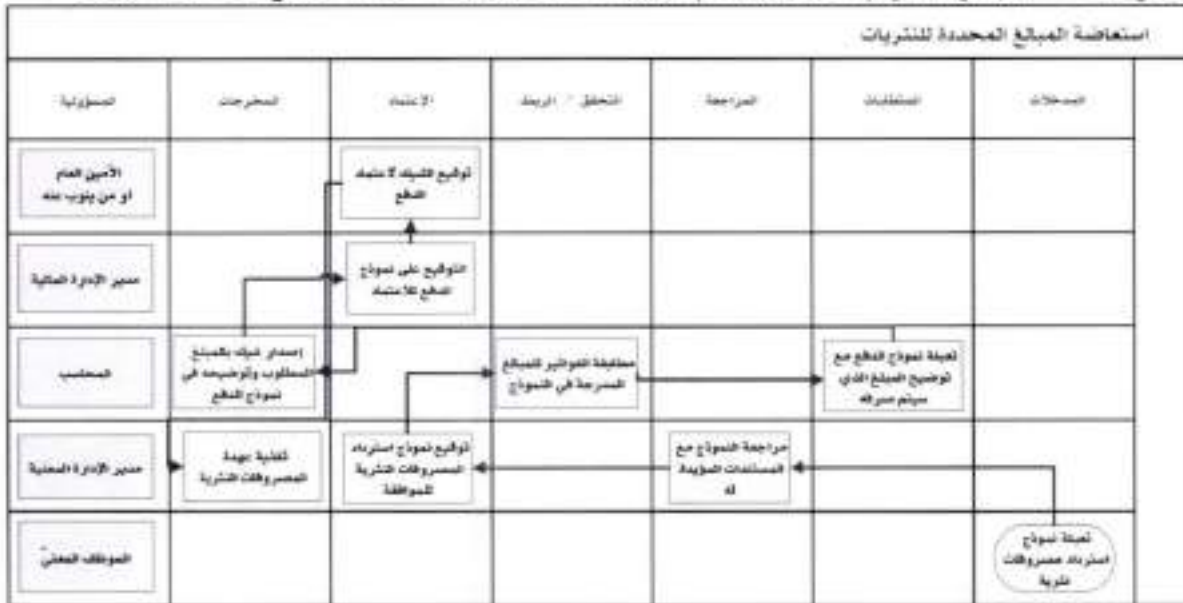 استعاضة المبالغ المحددة للنثريات
المدخلات
المتطلبات
المراجعة
التحقق / الربط
الاعتماد
المخرجات
المسؤولية
توقيع الشيك لاعتماد
الدفع
الأمين العام
او من ينوب عنه
التوقيع على نموذج
الدفع للاعتماد
مدير الإدارة المالية
تعبئة نموذج الدفع مع
توضيح المبلغ الذي
سيتم صرفه
مطابقة الفواتير للمبالغ
المدرجة في النموذج
إصدار شيك بالمبلغ
المطلوب وتوضيحه في
نموذج الدفع
المحاسب
مراجعة النموذج مع
المستندات المؤيدة
له
توقيع نموذج استرداد
المصروفات النثرية
للموافقة
تغذية عهدة
المصروفات النثرية
مدير الإدارة المعنية
تعبئة نموذج
استرداد مصروفات
نثرية
الموظف المعني